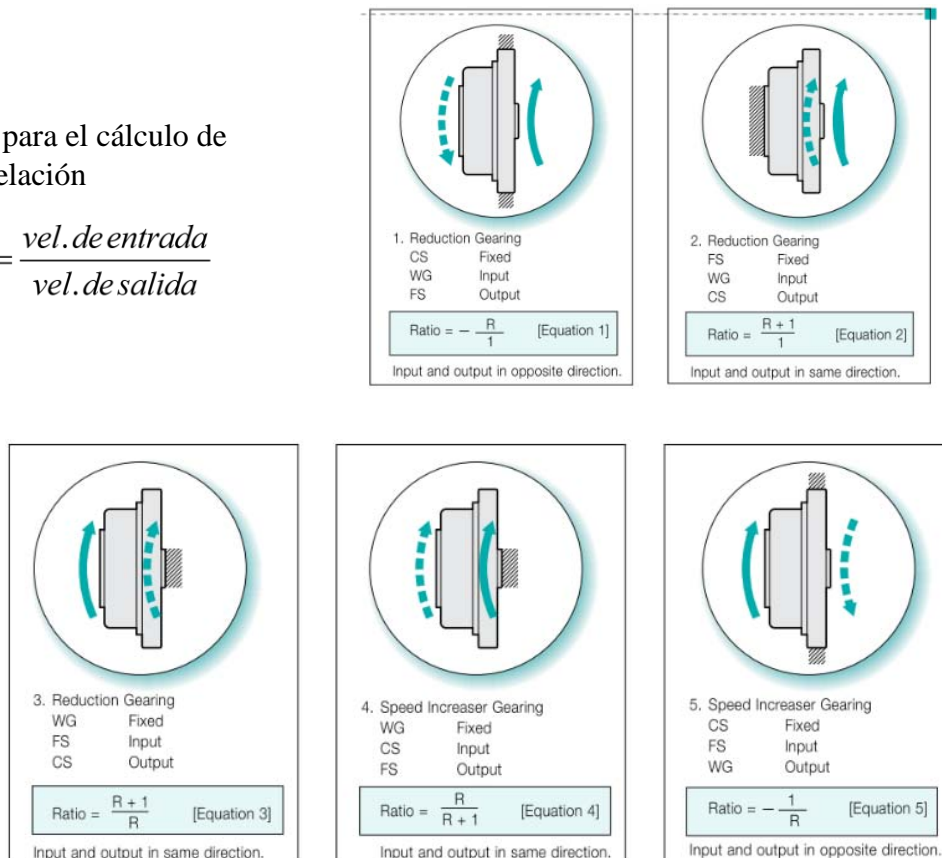 para el cálculo de
elación
= vel.de entrada / vel.de salida
1. Reduction Gearing
CS Fixed
WG Input
FS Output
Ratio = − R / 1 [Equation 1]
Input and output in opposite direction.
2. Reduction Gearing
FS Fixed
WG Input
CS Output
Ratio = R + 1 / 1 [Equation 2]
Input and output in same direction.
3. Reduction Gearing
WG Fixed
FS Input
CS Output
Ratio = R + 1 / R [Equation 3]
Input and output in same direction.
4. Speed Increaser Gearing
WG Fixed
CS Input
FS Output
Ratio = R / R + 1 [Equation 4]
Input and output in same direction.
5. Speed Increaser Gearing
CS Fixed
FS Input
WG Output
Ratio = − 1 / R [Equation 5]
Input and output in opposite direction.